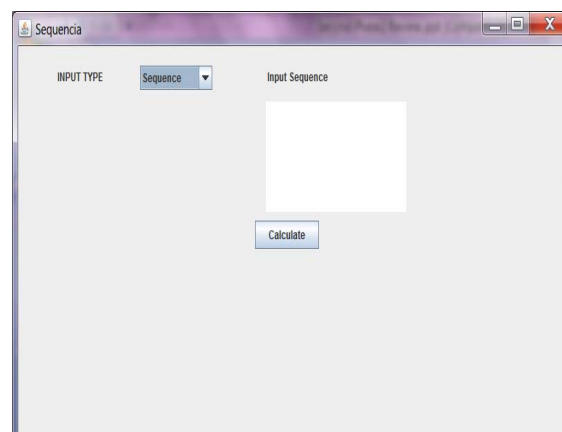 Sequencia
INPUT TYPE
Sequence
Input Sequence
Calculate